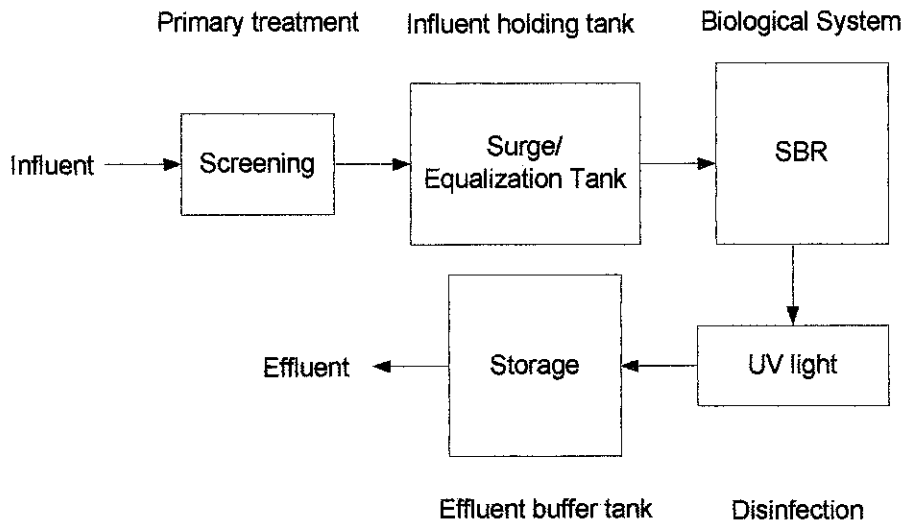 Primary treatment
Influent holding tank
Biological System
Influent
Screening
Surge/
Equalization Tank
SBR
Effluent
Storage
UV light
Effluent buffer tank
Disinfection